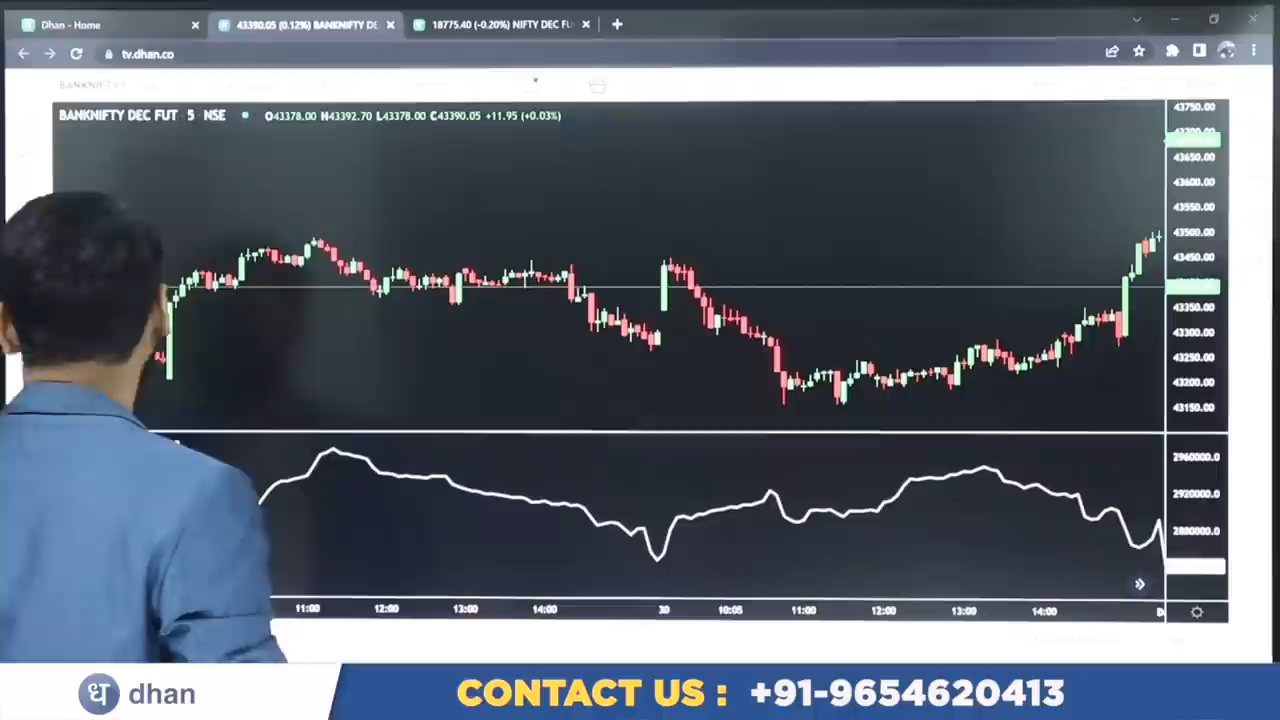 Dhan - Home
43390.05 (0.12%) BANKNIFTY DE
18775.40 (-0.20%) NIFTY DEC FU
tv.dhan.co
BANKNIFTY DEC FUT 5 NSE O43378.00 H43392.70 L43378.00 C43390.05 +11.95 (+0.03%)
43750.00
43700.00
43650.00
43600.00
43550.00
43500.00
43450.00
43350.00
43300.00
43250.00
43200.00
43150.00
2960000.0
2920000.0
2880000.0
11:00 12:00 13:00 14:00 30 10:05 11:00 12:00 13:00 14:00
ध dhan
CONTACT US : +91-9654620413